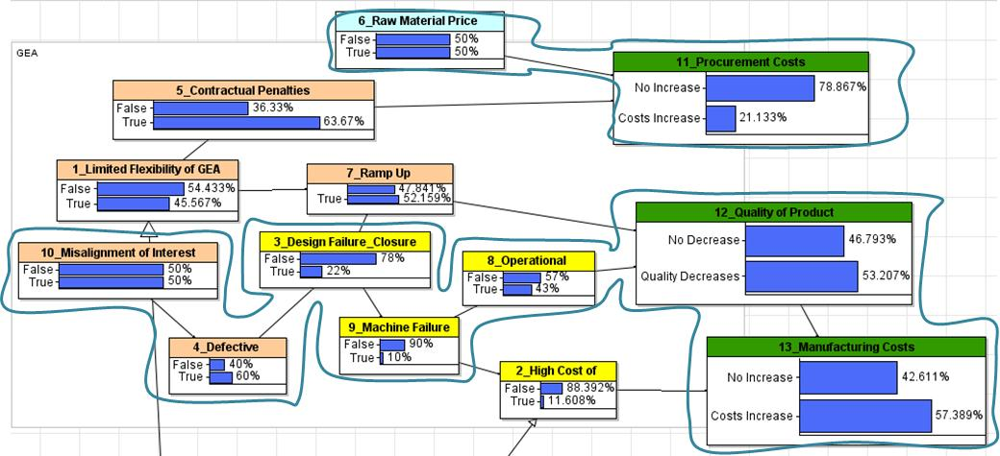 GEA
6_Raw Material Price
False 50%
True 50%
11_Procurement Costs
No Increase 78.867%
Costs Increase 21.133%
5_Contractual Penalties
False 36.33%
True 63.67%
1_Limited Flexibility of GEA
False 54.433%
True 45.567%
7_Ramp Up
False 47.841%
True 52.159%
12_Quality of Product
No Decrease 46.793%
Quality Decreases 53.207%
10_Misalignment of Interest
False 50%
True 50%
3_Design Failure_Closure
False 78%
True 22%
8_Operational
False 57%
True 43%
4_Defective
False 40%
True 60%
9_Machine Failure
False 90%
True 10%
2_High Cost of
False 88.392%
True 11.608%
13_Manufacturing Costs
No Increase 42.611%
Costs Increase 57.389%